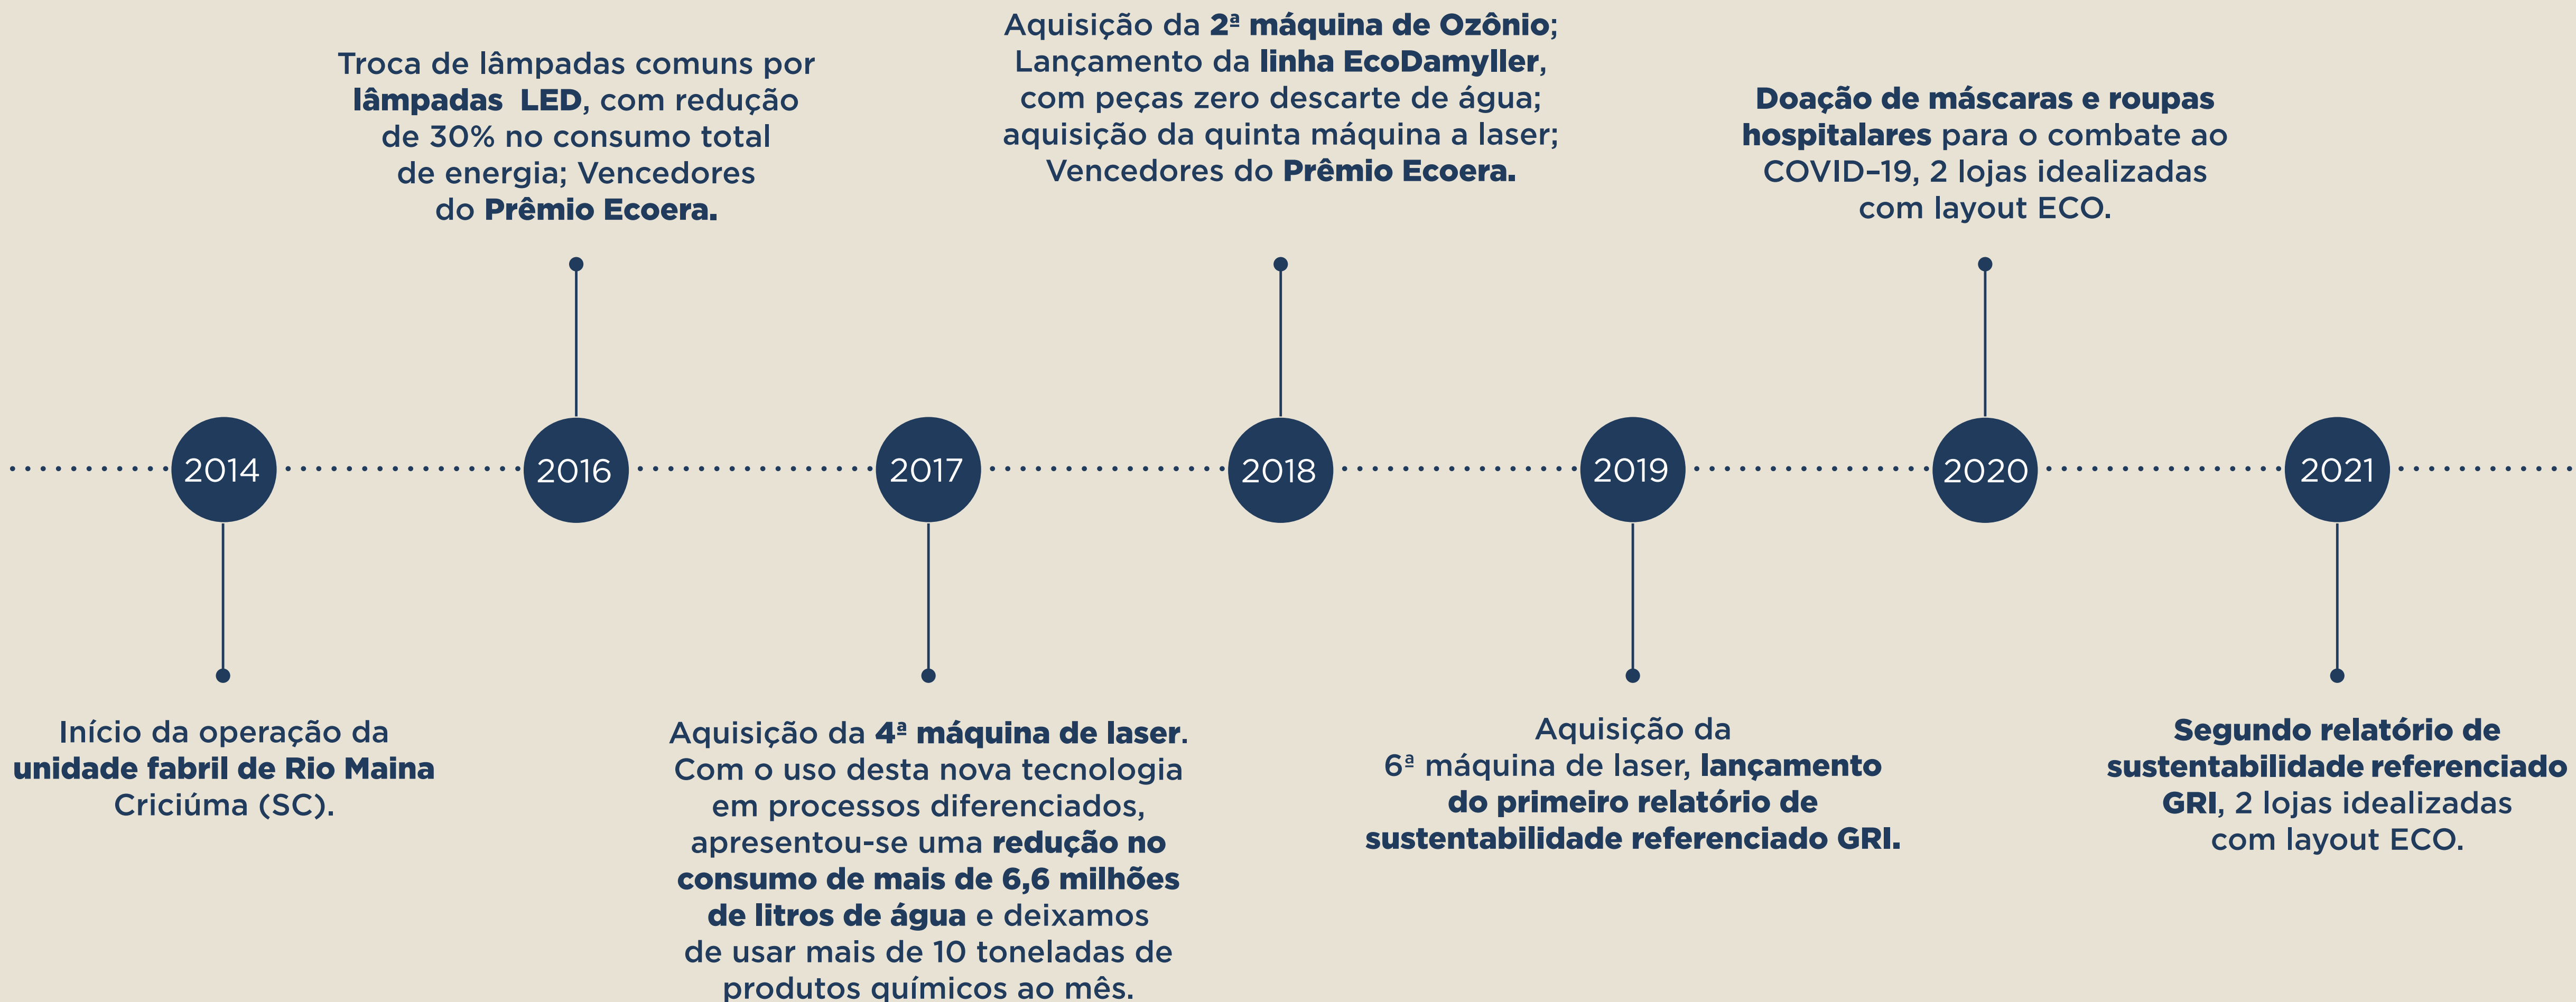 2014
Início da operação da
unidade fabril de Rio Maina
Criciúma (SC).
Troca de lâmpadas comuns por
lâmpadas LED, com redução
de 30% no consumo total
de energia; Vencedores
do Prêmio Ecoera.
2016
2017
Aquisição da 4ª máquina de laser.
Com o uso desta nova tecnologia
em processos diferenciados,
apresentou-se uma redução no
consumo de mais de 6,6 milhões
de litros de água e deixamos
de usar mais de 10 toneladas de
produtos químicos ao mês.
Aquisição da 2ª máquina de Ozônio;
Lançamento da linha EcoDamyller,
com peças zero descarte de água;
aquisição da quinta máquina a laser;
Vencedores do Prêmio Ecoera.
2018
2019
Aquisição da
6ª máquina de laser, lançamento
do primeiro relatório de
sustentabilidade referenciado GRI.
Doação de máscaras e roupas
hospitalares para o combate ao
COVID–19, 2 lojas idealizadas
com layout ECO.
2020
2021
Segundo relatório de
sustentabilidade referenciado
GRI, 2 lojas idealizadas
com layout ECO.